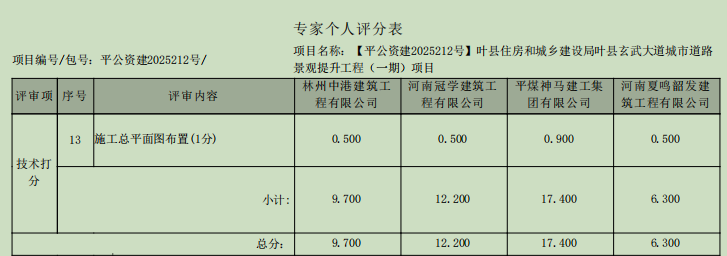 专家个人评分表
项目编号/包号: 平公资建2025212号/
项目名称: 【平公资建2025212号】叶县住房和城乡建设局叶县玄武大道城市道路
景观提升工程（一期）项目
评审项 序号 评审内容 林州中港建筑工程有限公司 河南冠学建筑工程有限公司 平煤神马建工集团有限公司 河南夏鸣韶发建筑工程有限公司
技术打分 13 施工总平面图布置(1分) 0.500 0.500 0.900 0.500
小计: 9.700 12.200 17.400 6.300
总分: 9.700 12.200 17.400 6.300